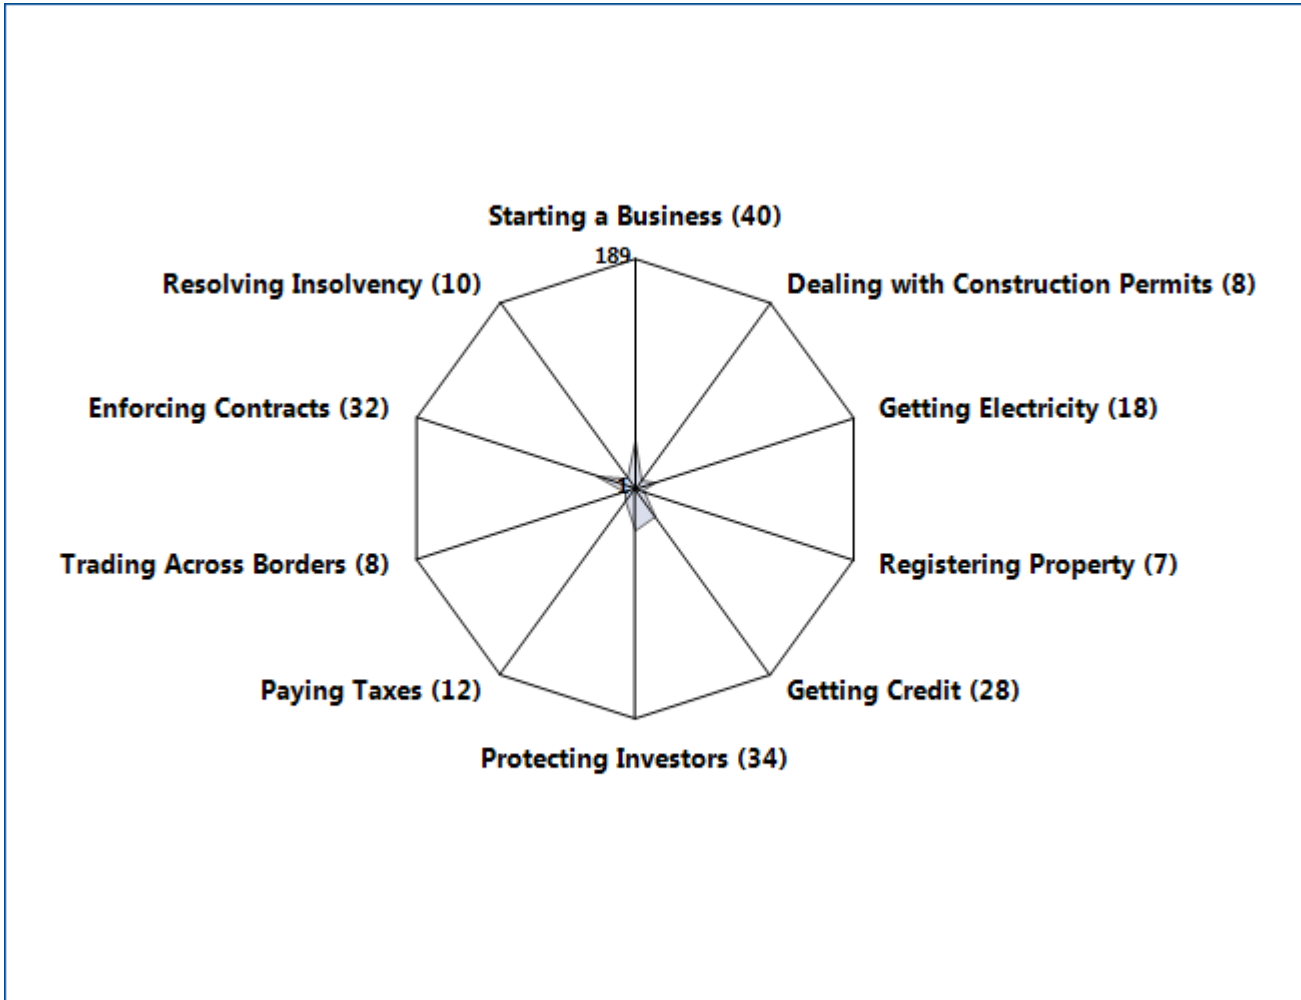 Starting a Business (40)
189
Resolving Insolvency (10)
Dealing with Construction Permits (8)
Enforcing Contracts (32)
Getting Electricity (18)
1
Trading Across Borders (8)
Registering Property (7)
Paying Taxes (12)
Getting Credit (28)
Protecting Investors (34)